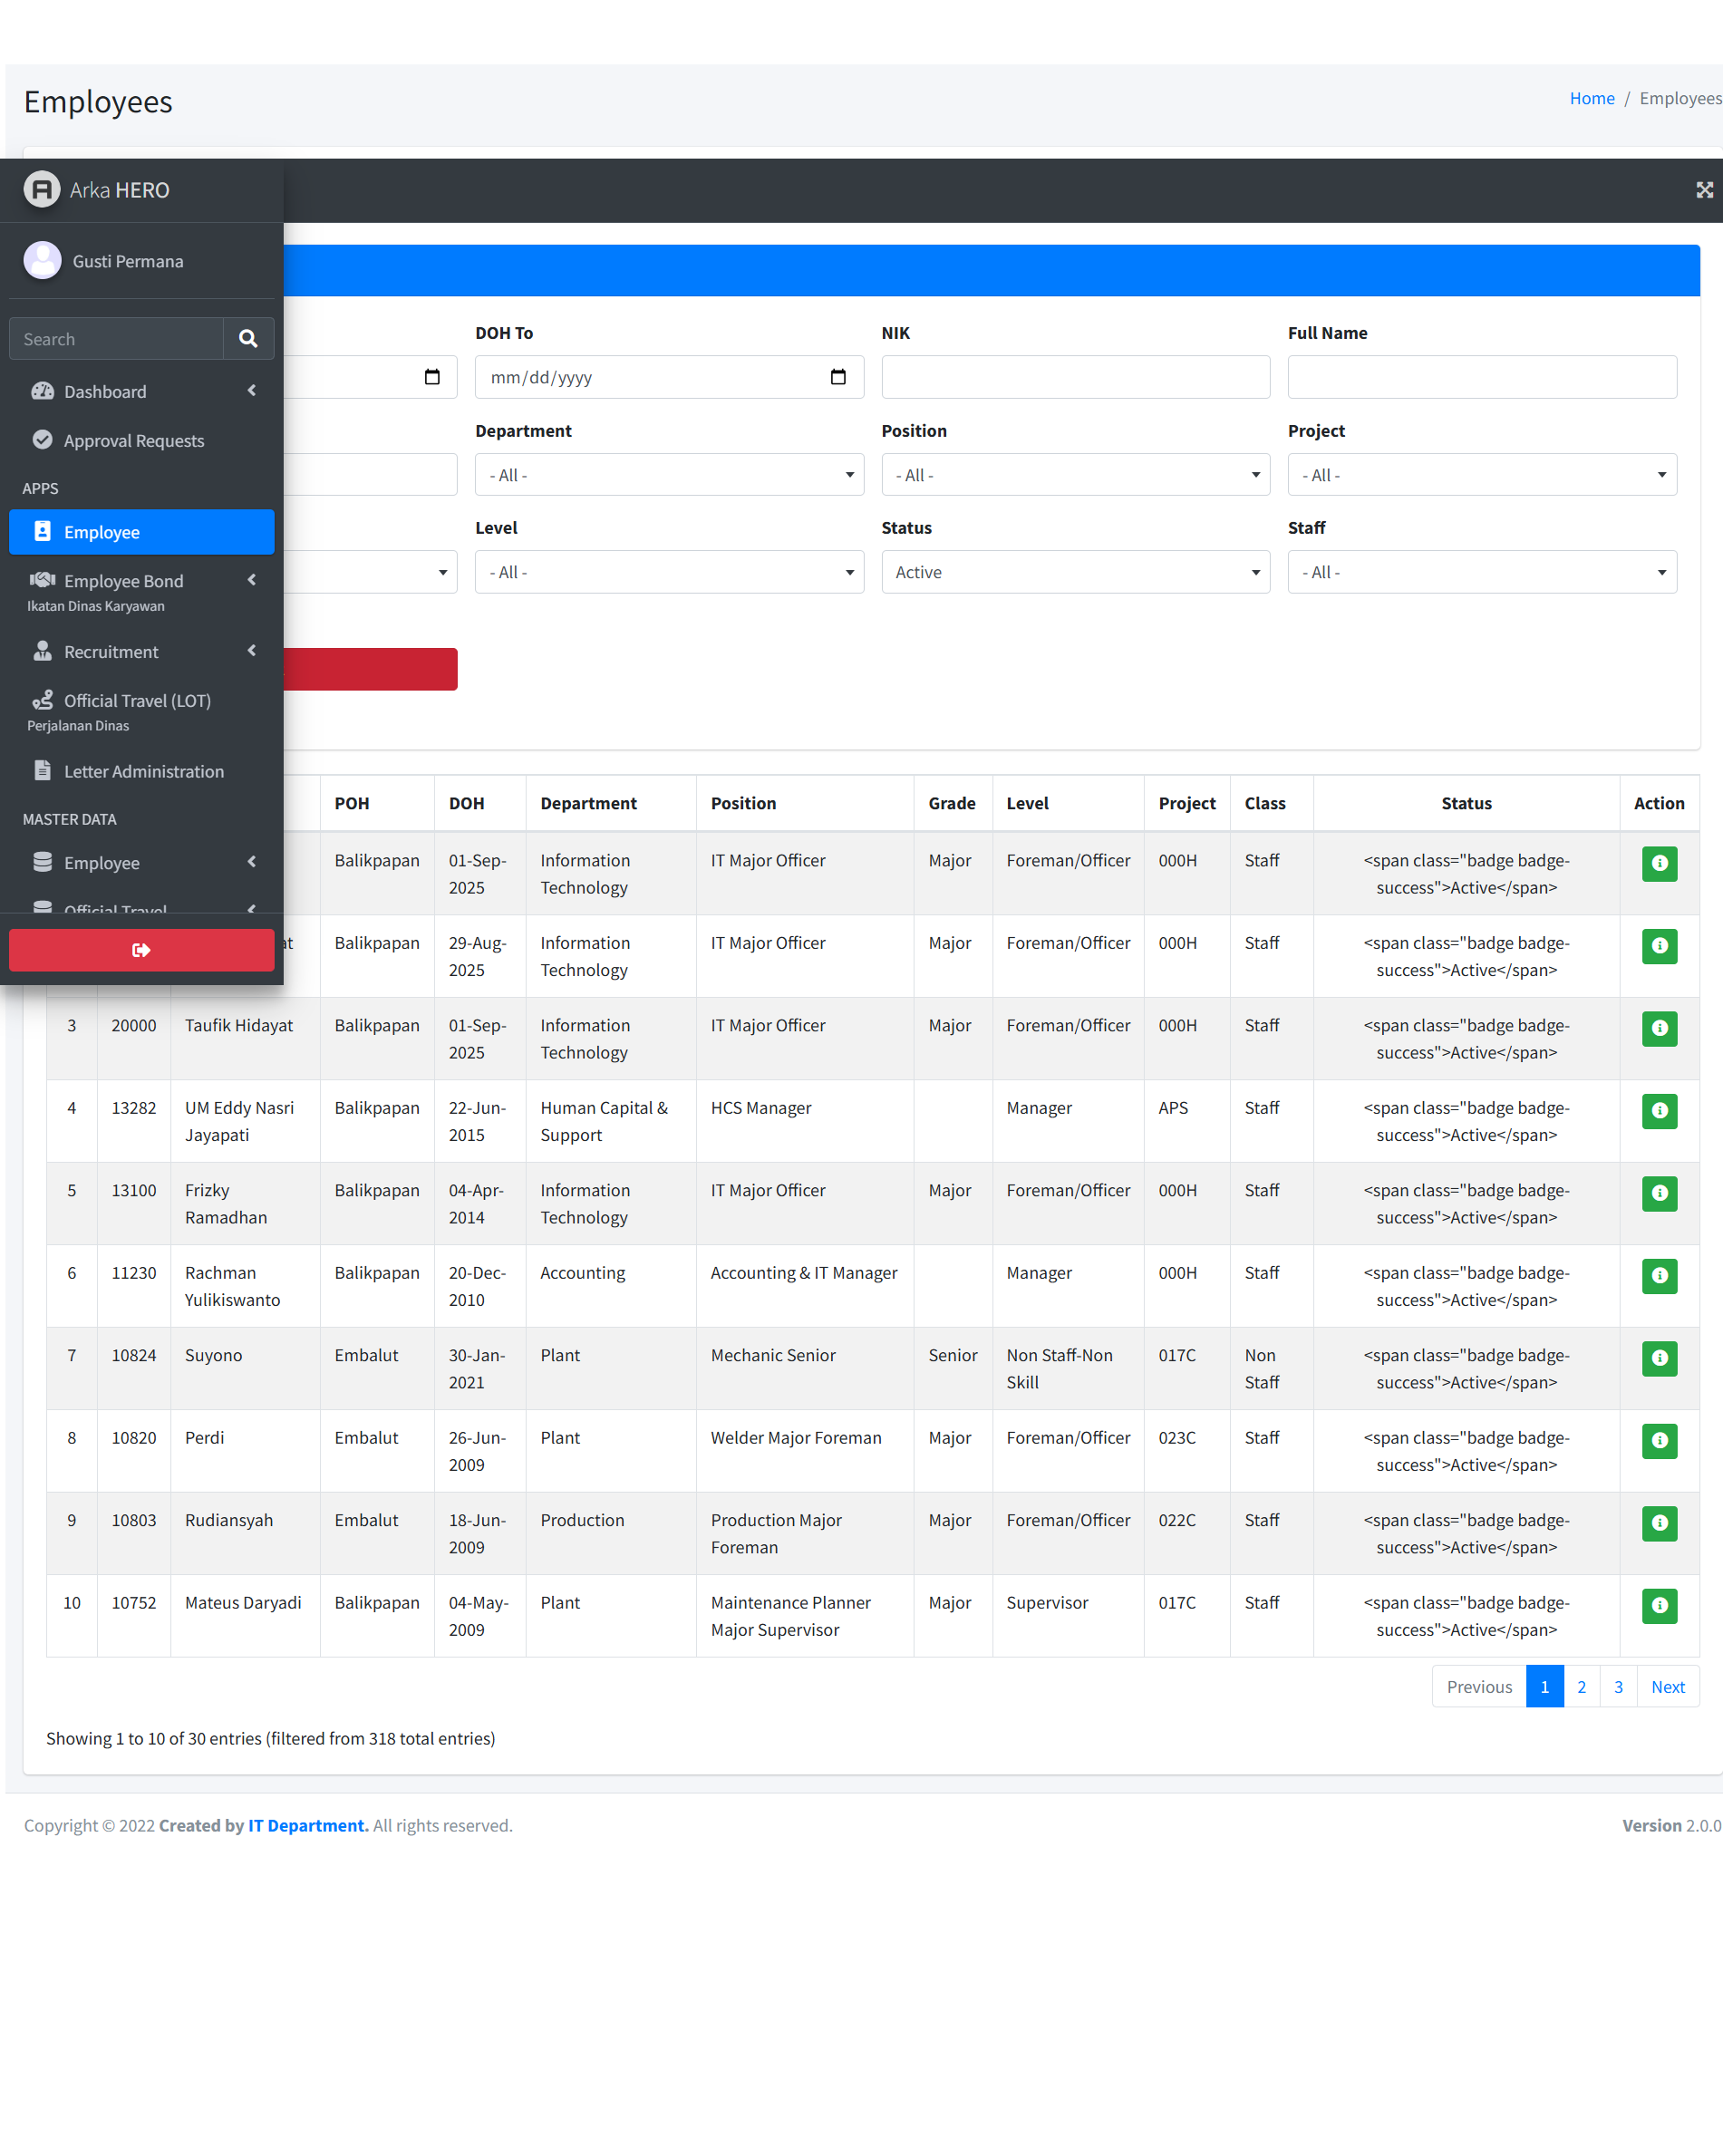 Employees
Home / Employees
Arka HERO
Gusti Permana
Search
Dashboard
Approval Requests
APPS
Employee
Employee Bond
Ikatan Dinas Karyawan
Recruitment
Official Travel (LOT)
Perjalanan Dinas
Letter Administration
MASTER DATA
Employee
Official Travel
DOH To
NIK
Full Name
mm/dd/yyyy
Department
Position
Project
- All -
- All -
- All -
Level
Status
Staff
- All -
Active
- All -
POH DOH Department Position Grade Level Project Class Status Action
Balikpapan 01-Sep- Information IT Major Officer Major Foreman/Officer 000H Staff <span class="badge badge-
2025 Technology success">Active</span>
at Balikpapan 29-Aug- Information IT Major Officer Major Foreman/Officer 000H Staff <span class="badge badge-
2025 Technology success">Active</span>
3 20000 Taufik Hidayat Balikpapan 01-Sep- Information IT Major Officer Major Foreman/Officer 000H Staff <span class="badge badge-
2025 Technology success">Active</span>
4 13282 UM Eddy Nasri Balikpapan 22-Jun- Human Capital & HCS Manager Manager APS Staff <span class="badge badge-
Jayapati 2015 Support success">Active</span>
5 13100 Frizky Balikpapan 04-Apr- Information IT Major Officer Major Foreman/Officer 000H Staff <span class="badge badge-
Ramadhan 2014 Technology success">Active</span>
6 11230 Rachman Balikpapan 20-Dec- Accounting Accounting & IT Manager Manager 000H Staff <span class="badge badge-
Yulikiswanto 2010 success">Active</span>
7 10824 Suyono Embalut 30-Jan- Plant Mechanic Senior Senior Non Staff-Non 017C Non <span class="badge badge-
2021 Skill Staff success">Active</span>
8 10820 Perdi Embalut 26-Jun- Plant Welder Major Foreman Major Foreman/Officer 023C Staff <span class="badge badge-
2009 success">Active</span>
9 10803 Rudiansyah Embalut 18-Jun- Production Production Major Major Foreman/Officer 022C Staff <span class="badge badge-
2009 Foreman success">Active</span>
10 10752 Mateus Daryadi Balikpapan 04-May- Plant Maintenance Planner Major Supervisor 017C Staff <span class="badge badge-
2009 Major Supervisor success">Active</span>
Previous 1 2 3 Next
Showing 1 to 10 of 30 entries (filtered from 318 total entries)
Copyright © 2022 Created by IT Department. All rights reserved.
Version 2.0.0